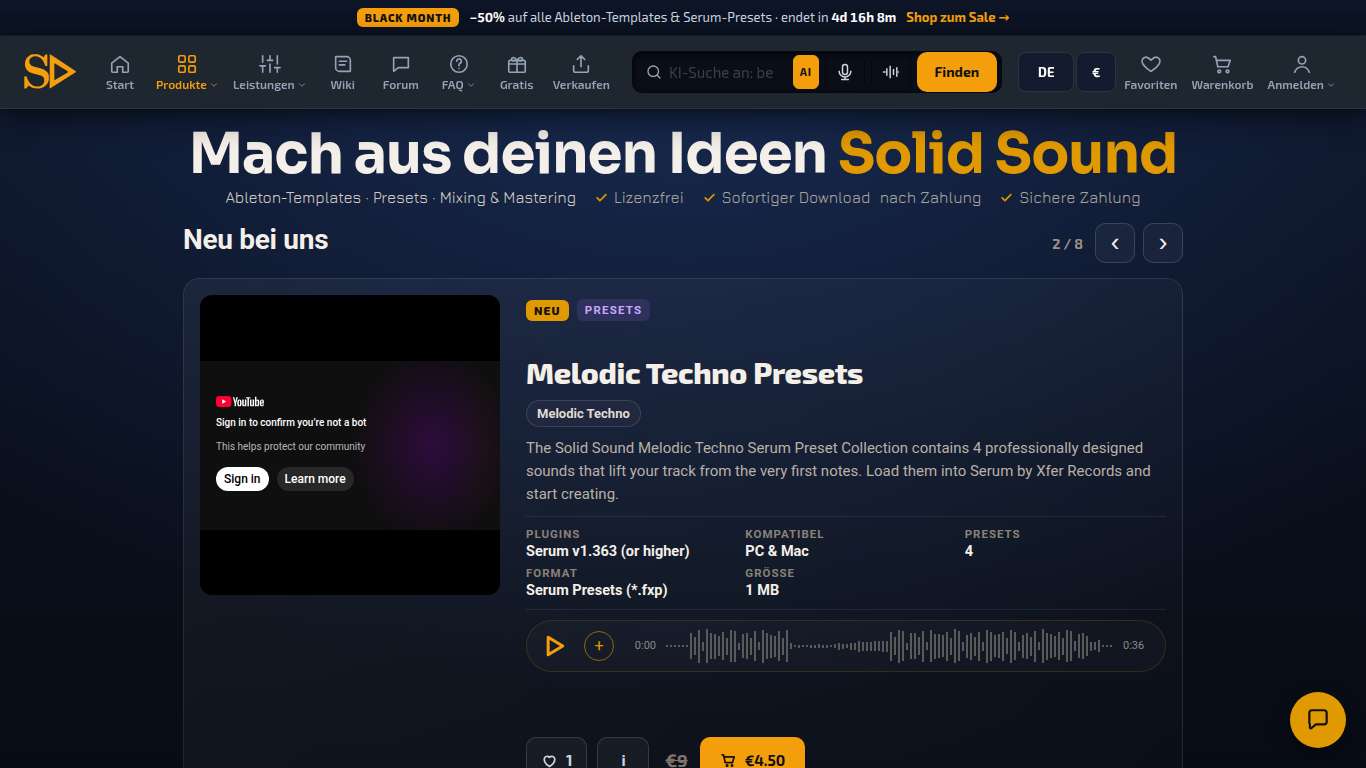 BLACK MONTH −50% auf alle Ableton-Templates & Serum-Presets · endet in 4d 16h 8m Shop zum Sale →
SD
Start Produkte Leistungen Wiki Forum FAQ Gratis Verkaufen
KI-Suche an: be AI Finden
DE €
Favoriten Warenkorb Anmelden
Mach aus deinen Ideen Solid Sound
Ableton-Templates · Presets · Mixing & Mastering ✓ Lizenzfrei ✓ Sofortiger Download nach Zahlung ✓ Sichere Zahlung
Neu bei uns
2 / 8 ‹ ›
YouTube
Sign in to confirm you're not a bot
This helps protect our community
Sign in Learn more
NEU PRESETS
Melodic Techno Presets
Melodic Techno
The Solid Sound Melodic Techno Serum Preset Collection contains 4 professionally designed
sounds that lift your track from the very first notes. Load them into Serum by Xfer Records and
start creating.
PLUGINS KOMPATIBEL PRESETS
Serum v1.363 (or higher) PC & Mac 4
FORMAT GRÖSSE
Serum Presets (*.fxp) 1 MB
+ 0:00 0:36
1 i €9 €4.50